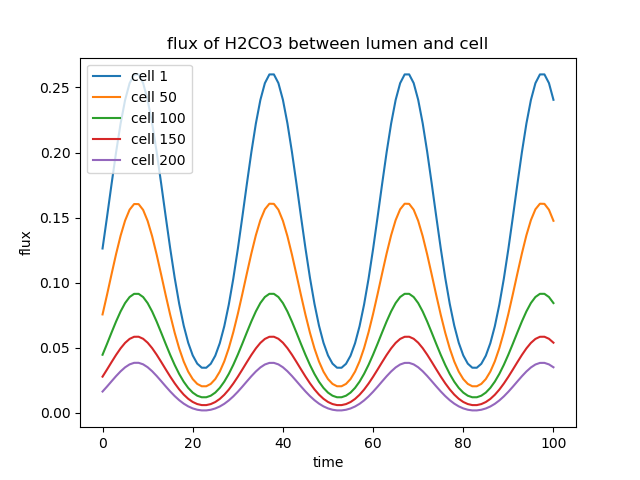 flux of H2CO3 between lumen and cell
cell 1
cell 50
cell 100
cell 150
cell 200
flux
0.25
0.20
0.15
0.10
0.05
0.00
0 20 40 60 80 100
time